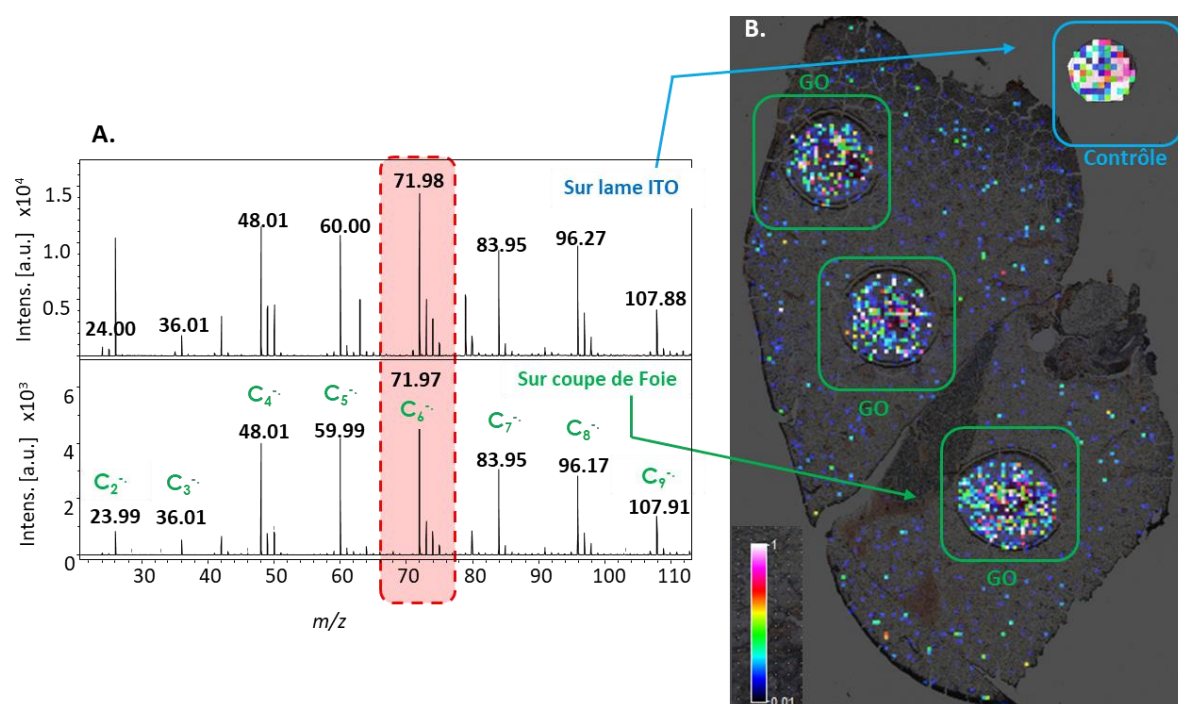 A.
Intens. [a.u.] x10⁴
1.5
1.0
0.5
24.00
36.01
48.01
60.00
71.98
83.95
96.27
107.88
Sur lame ITO
Intens. [a.u.] x10³
6
4
2
0
Sur coupe de Foie
C₂⁻·
23.99
C₃⁻·
36.01
C₄⁻·
48.01
C₅⁻·
59.99
71.97
C₆⁻·
C₇⁻·
83.95
C₈⁻·
96.17
C₉⁻·
107.91
30 40 50 60 70 80 90 100 110
m/z
B.
GO
Contrôle
GO
GO
1
0.01